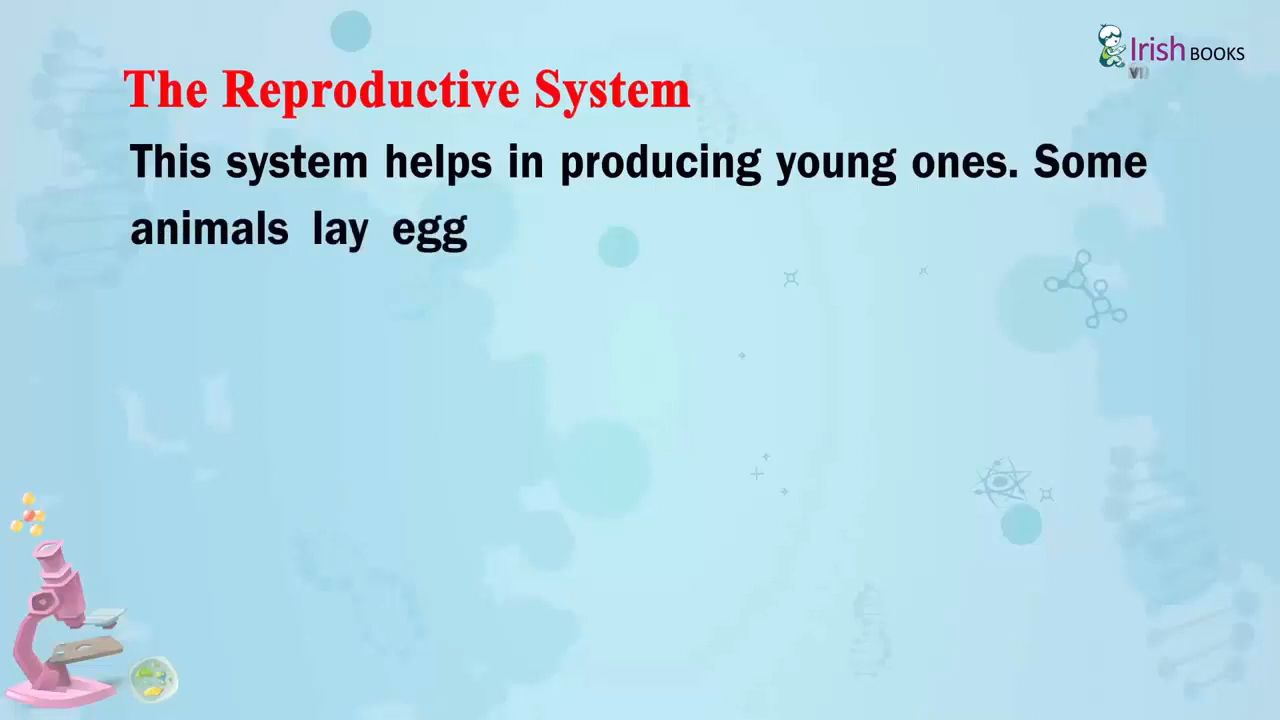 Irish BOOKS
The Reproductive System
This system helps in producing young ones. Some
animals lay egg